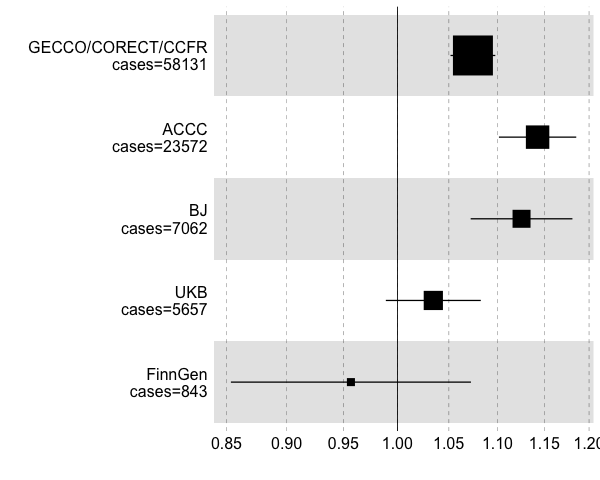 GECCO/CORECT/CCFR
cases=58131
ACCC
cases=23572
BJ
cases=7062
UKB
cases=5657
FinnGen
cases=843
0.85 0.90 0.95 1.00 1.05 1.10 1.15 1.20